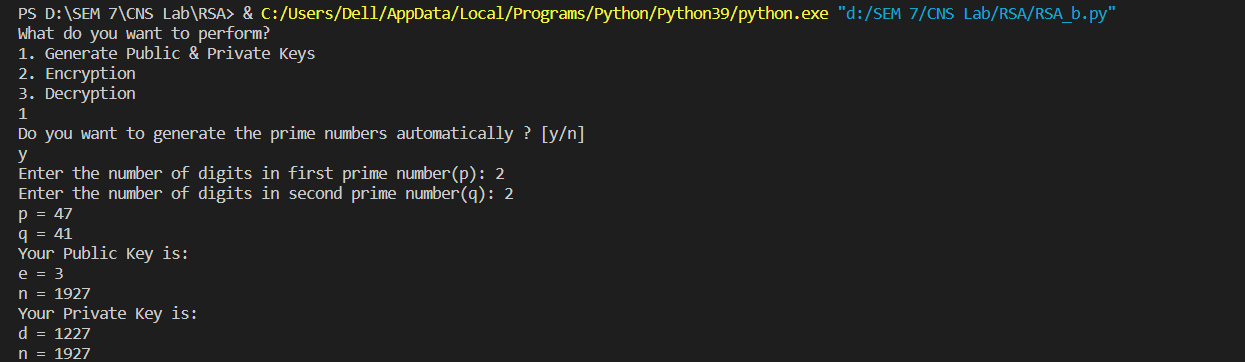 PS D:\SEM 7\CNS Lab\RSA> & C:/Users/Dell/AppData/Local/Programs/Python/Python39/python.exe "d:/SEM 7/CNS Lab/RSA/RSA_b.py"
What do you want to perform?
1. Generate Public & Private Keys
2. Encryption
3. Decryption
1
Do you want to generate the prime numbers automatically ? [y/n]
y
Enter the number of digits in first prime number(p): 2
Enter the number of digits in second prime number(q): 2
p = 47
q = 41
Your Public Key is:
e = 3
n = 1927
Your Private Key is:
d = 1227
n = 1927